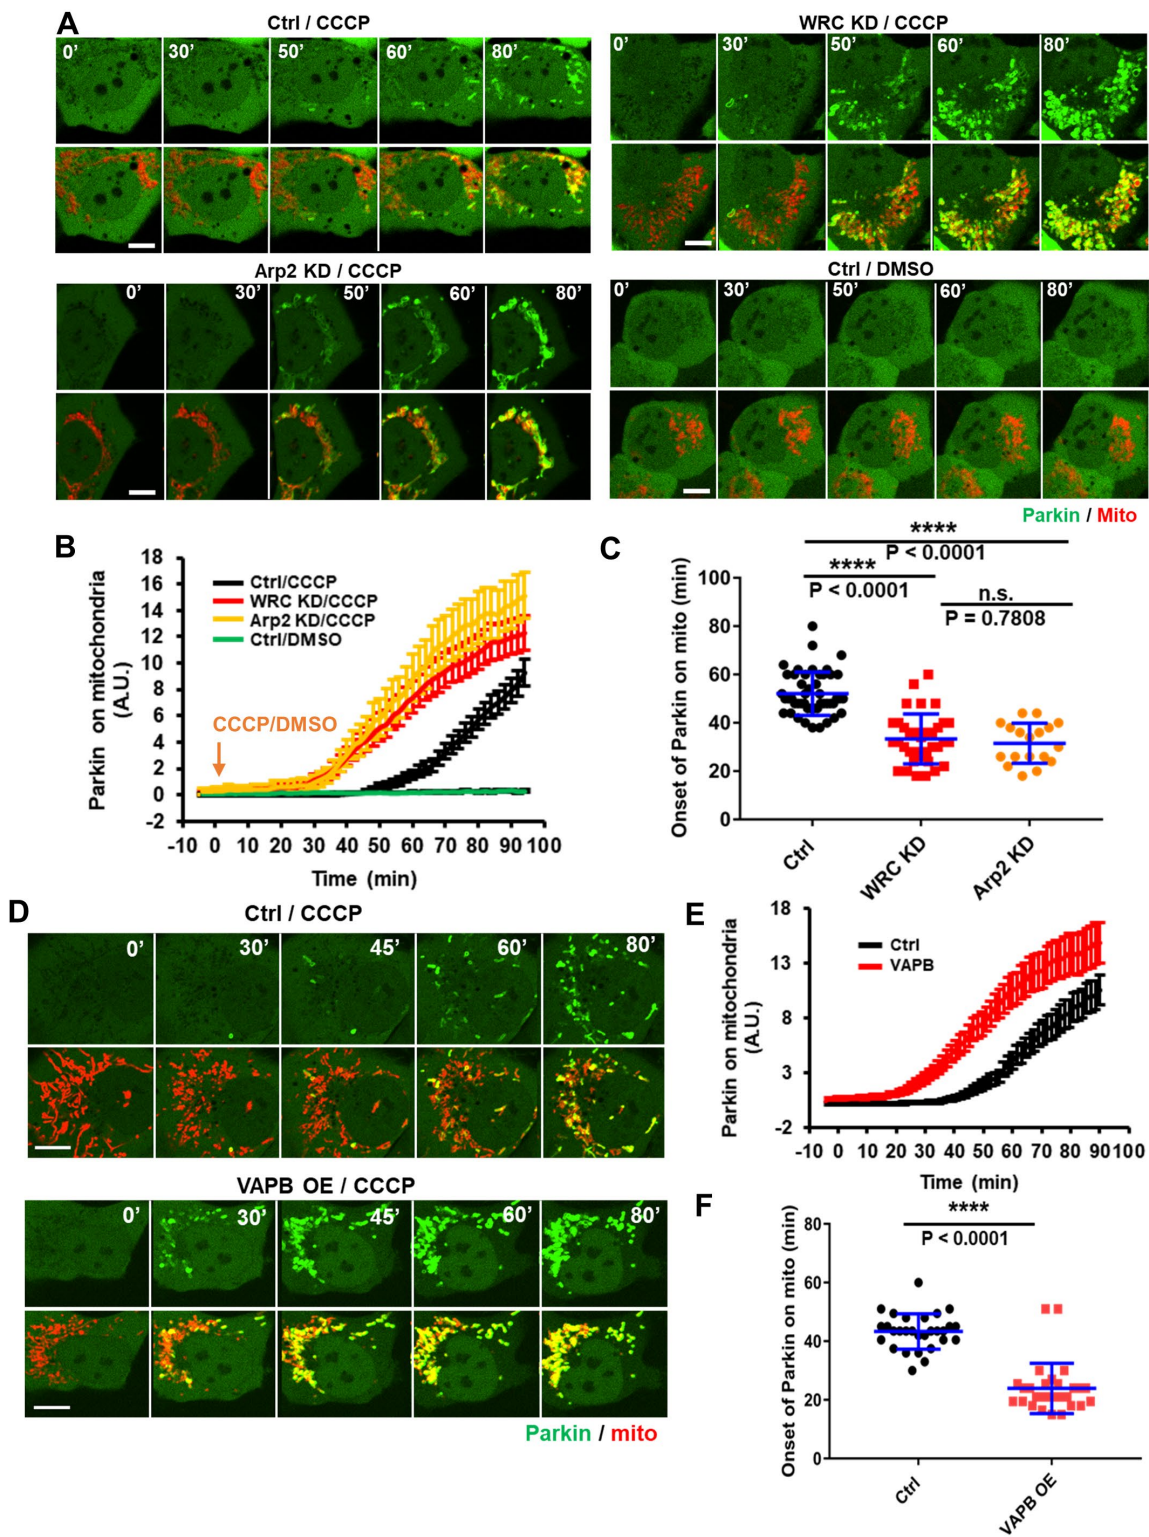 A
Ctrl / CCCP
0’ 30’ 50’ 60’ 80’
WRC KD / CCCP
0’ 30’ 50’ 60’ 80’
Arp2 KD / CCCP
0’ 30’ 50’ 60’ 80’
Ctrl / DMSO
0’ 30’ 50’ 60’ 80’
Parkin / Mito
B
Parkin on mitochondria
(A.U.)
18
16
14
12
10
8
6
4
2
0
-2
Ctrl/CCCP
WRC KD/CCCP
Arp2 KD/CCCP
Ctrl/DMSO
CCCP/DMSO
-10 0 10 20 30 40 50 60 70 80 90 100
Time (min)
C
Onset of Parkin on mito (min)
****
P < 0.0001
****
P < 0.0001
n.s.
P = 0.7808
100
80
60
40
20
0
Ctrl
WRC KD
Arp2 KD
D
Ctrl / CCCP
0’ 30’ 45’ 60’ 80’
VAPB OE / CCCP
0’ 30’ 45’ 60’ 80’
Parkin / mito
E
Parkin on mitochondria
(A.U.)
18
13
8
3
-2
Ctrl
VAPB
-10 0 10 20 30 40 50 60 70 80 90 100
Time (min)
F
Onset of Parkin on mito (min)
****
P < 0.0001
80
60
40
20
0
Ctrl
VAPB OE